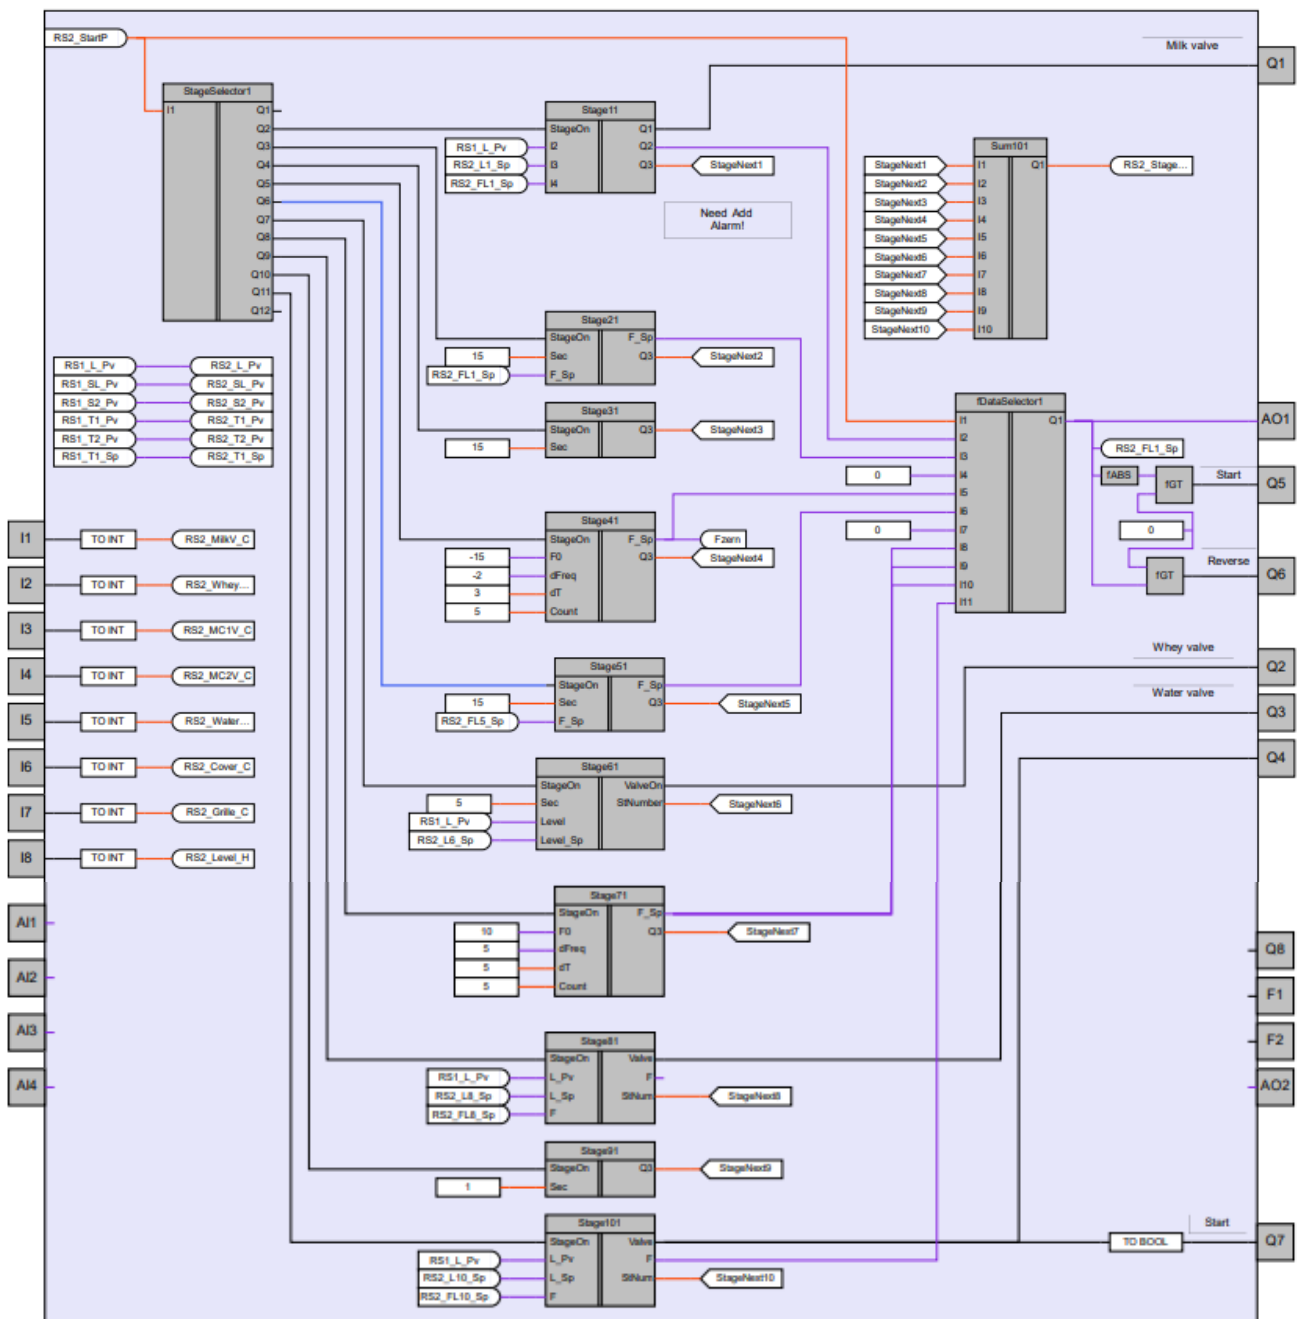 RS2_StartP
Milk valve
Q1
StageSelector1
I1
Q1
Q2
Q3
Q4
Q5
Q6
Q7
Q8
Q9
Q10
Q11
Q12
Stage11
StageOn
Q1
RS1_L_Pv
I2
Q2
RS2_L1_Sp
I3
Q3
StageNext1
RS2_FL1_Sp
I4
Need Add
Alarm!
Sum101
StageNext1
I1
Q1
RS2_Stage...
StageNext2
I2
StageNext3
I3
StageNext4
I4
StageNext5
I5
StageNext6
I6
StageNext7
I7
StageNext8
I8
StageNext9
I9
StageNext10
I10
Stage21
StageOn
F_Sp
15
Sec
Q3
StageNext2
RS2_FL1_Sp
F_Sp
RS1_L_Pv
RS2_L_Pv
RS1_SL_Pv
RS2_SL_Pv
RS1_S2_Pv
RS2_S2_Pv
RS1_T1_Pv
RS2_T1_Pv
RS1_T2_Pv
RS2_T2_Pv
RS1_T1_Sp
RS2_T1_Sp
Stage31
StageOn
Q3
StageNext3
15
Sec
fDataSelector1
I1
Q1
I2
I3
0
I4
I5
I6
0
I7
I8
I9
I10
I11
AO1
RS2_FL1_Sp
fABS
fGT
Start
Q5
0
fGT
Reverse
Q6
Stage41
StageOn
F_Sp
Fzern
-15
F0
Q3
StageNext4
-2
dFreq
3
dT
5
Count
I1
TO INT
RS2_MilkV_C
I2
TO INT
RS2_Whey...
I3
TO INT
RS2_MC1V_C
I4
TO INT
RS2_MC2V_C
I5
TO INT
RS2_Water...
I6
TO INT
RS2_Cover_C
I7
TO INT
RS2_Grille_C
I8
TO INT
RS2_Level_H
Stage51
StageOn
F_Sp
15
Sec
Q3
StageNext5
RS2_FL5_Sp
F_Sp
Whey valve
Q2
Water valve
Q3
Q4
Stage61
StageOn
ValveOn
5
Sec
StNumber
StageNext6
RS1_L_Pv
Level
RS2_L6_Sp
Level_Sp
Stage71
StageOn
F_Sp
10
F0
Q3
StageNext7
5
dFreq
5
dT
5
Count
AI1
AI2
AI3
AI4
Q8
F1
F2
AO2
Stage81
StageOn
Valve
RS1_L_Pv
L_Pv
F
RS2_L8_Sp
L_Sp
StNum
StageNext8
RS2_FL8_Sp
F
Stage91
StageOn
Q3
StageNext9
1
Sec
Stage101
StageOn
Valve
TO BOOL
Start
Q7
RS1_L_Pv
L_Pv
F
RS2_L10_Sp
L_Sp
StNum
StageNext10
RS2_FL10_Sp
F